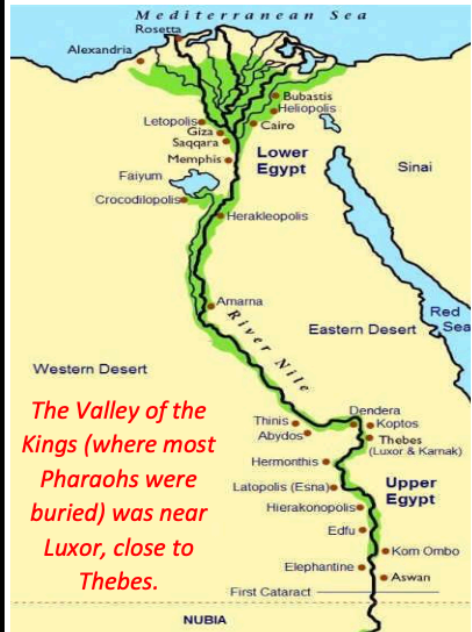 Mediterranean Sea
Rosetta
Alexandria
Bubastis
Heliopolis
Letopolis
Giza
Cairo
Saqqara
Memphis
Lower
Egypt
Sinai
Faiyum
Crocodilopolis
Herakleopolis
Amarna
River Nile
Red
Sea
Eastern Desert
Western Desert
The Valley of the
Kings (where most
Pharaohs were
buried) was near
Luxor, close to
Thebes.
Dendera
Thinis
Koptos
Abydos
Thebes
(Luxor & Karnak)
Hermonthis
Latopolis (Esna)
Upper
Egypt
Hierakonopolis
Edfu
Kom Ombo
Elephantine
Aswan
First Cataract
NUBIA